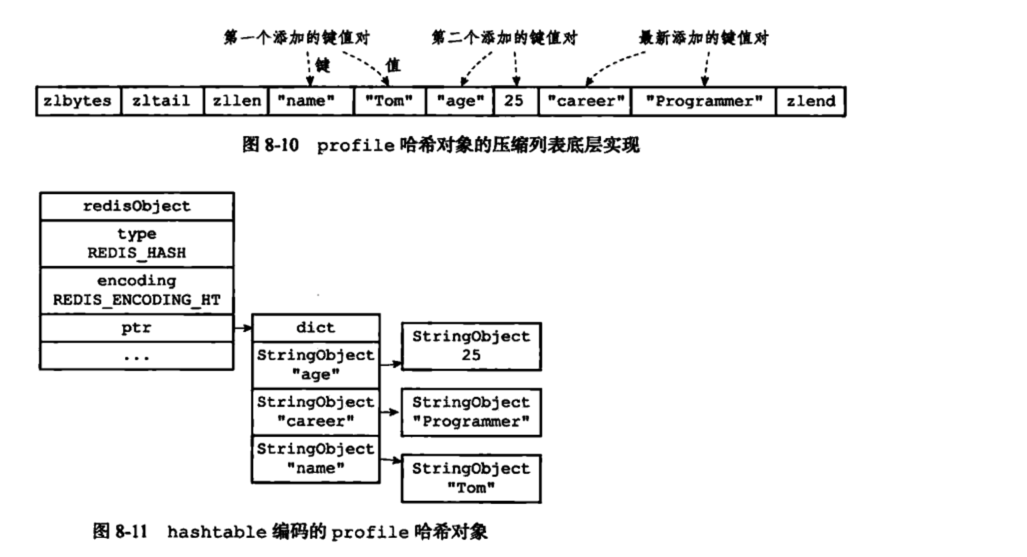 第一个添加的键值对 第二个添加的键值对 最新添加的键值对
键 值
zlbytes zltail zllen "name" "Tom" "age" 25 "career" "Programmer" zlend
图 8-10 profile 哈希对象的压缩列表底层实现
redisObject
type
REDIS_HASH
encoding
REDIS_ENCODING_HT
ptr
...
dict
StringObject
"age"
StringObject
"career"
StringObject
"name"
StringObject
25
StringObject
"Programmer"
StringObject
"Tom"
图 8-11 hashtable 编码的 profile 哈希对象